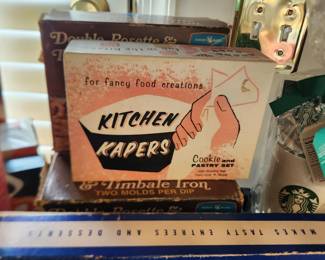 Double Rosette &
for fancy food creations
KITCHEN
KAPERS
Cookie and
PASTRY SET
& Timbale Iron
TWO MOLDS PER DIP
MAKES TASTY ENTREES AND DESSERTS